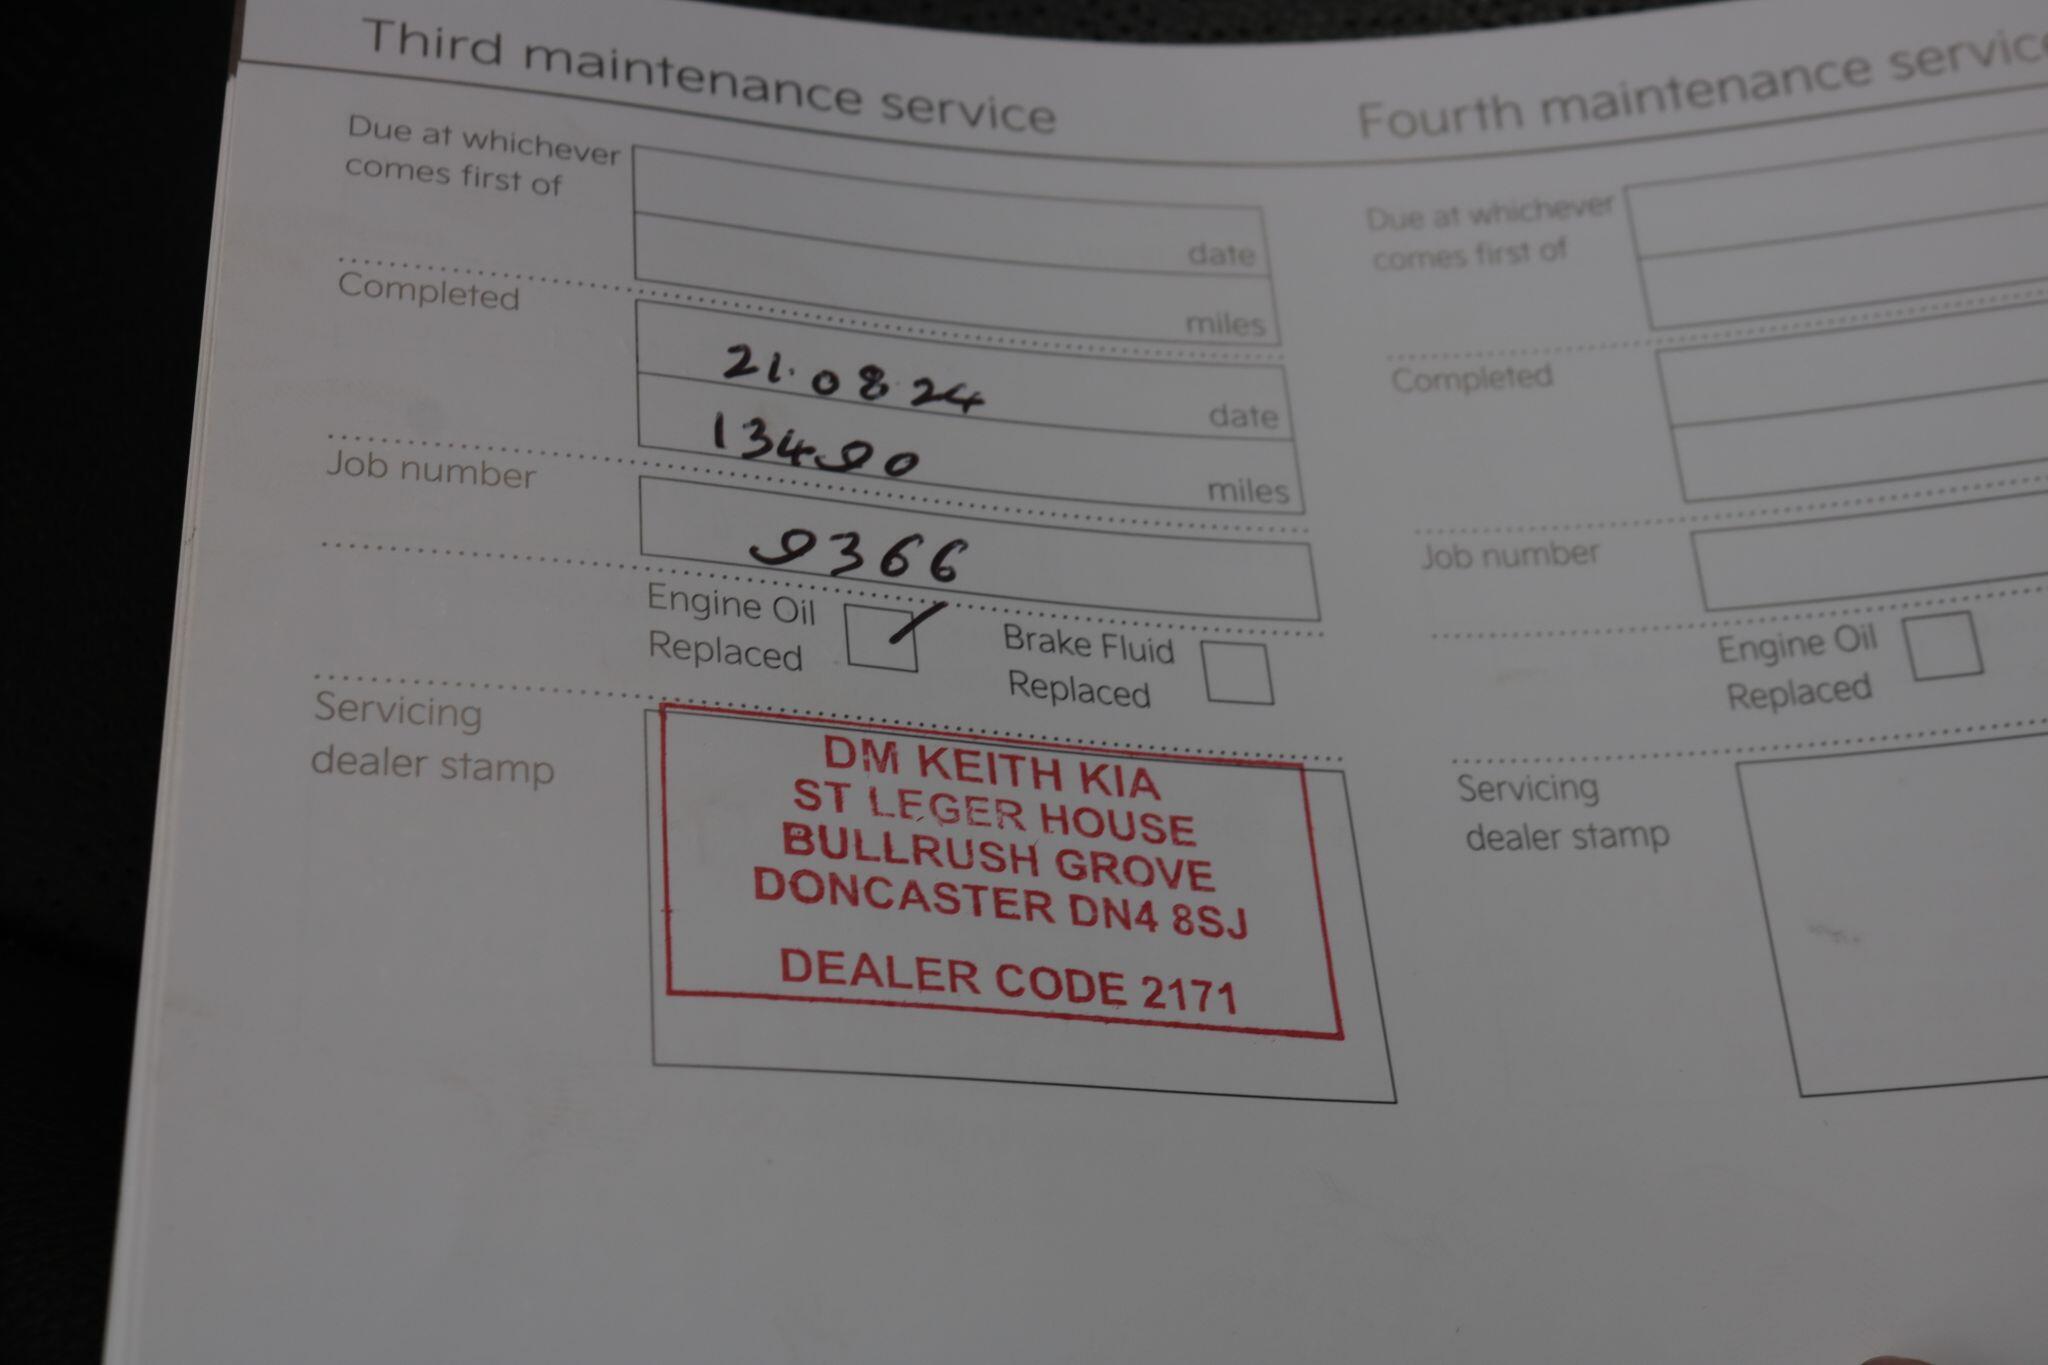 Third maintenance service
Due at whichever
comes first of
date
miles
Completed
21.08 24
date
13490
miles
Job number
9366
Engine Oil
Replaced
Brake Fluid
Replaced
Servicing
dealer stamp
DM KEITH KIA
ST LEGER HOUSE
BULLRUSH GROVE
DONCASTER DN4 8SJ
DEALER CODE 2171
Fourth maintenance service
Due at whichever
comes first of
Completed
Job number
Engine Oil
Replaced
Servicing
dealer stamp